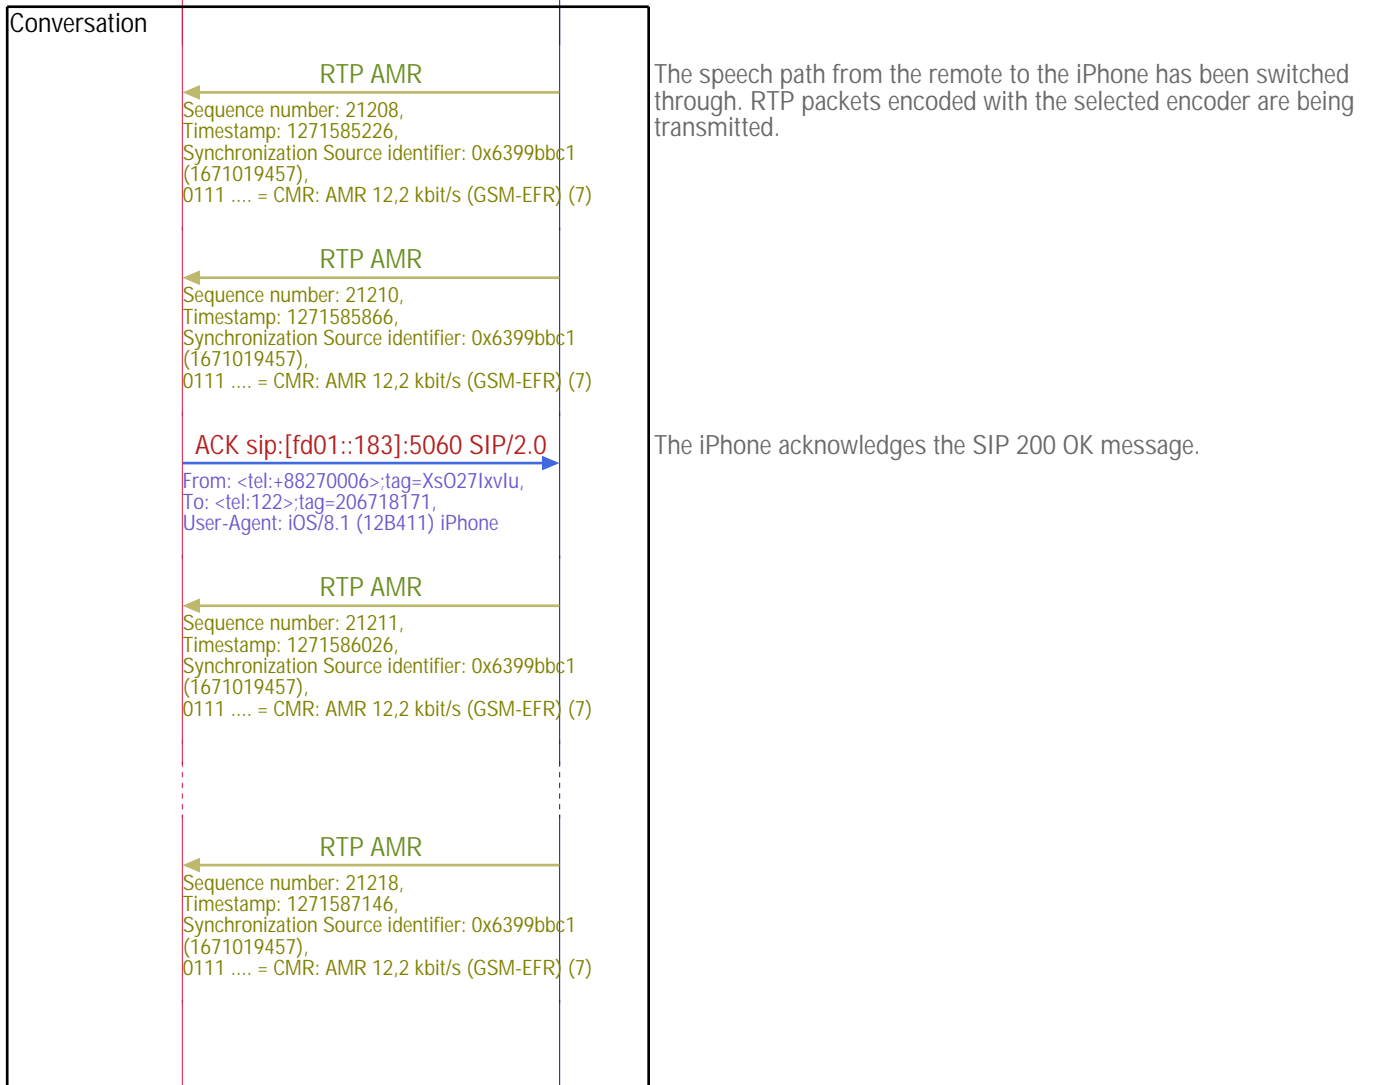 Conversation
RTP AMR
The speech path from the remote to the iPhone has been switched
through. RTP packets encoded with the selected encoder are being
transmitted.
Sequence number: 21208,
Timestamp: 1271585226,
Synchronization Source identifier: 0x6399bbc1
(1671019457),
0111 .... = CMR: AMR 12,2 kbit/s (GSM-EFR) (7)
RTP AMR
Sequence number: 21210,
Timestamp: 1271585866,
Synchronization Source identifier: 0x6399bbc1
(1671019457),
0111 .... = CMR: AMR 12,2 kbit/s (GSM-EFR) (7)
ACK sip:[fd01::183]:5060 SIP/2.0
The iPhone acknowledges the SIP 200 OK message.
From: <tel:+88270006>;tag=XsO27IxvIu,
To: <tel:122>;tag=206718171,
User-Agent: iOS/8.1 (12B411) iPhone
RTP AMR
Sequence number: 21211,
Timestamp: 1271586026,
Synchronization Source identifier: 0x6399bbc1
(1671019457),
0111 .... = CMR: AMR 12,2 kbit/s (GSM-EFR) (7)
RTP AMR
Sequence number: 21218,
Timestamp: 1271587146,
Synchronization Source identifier: 0x6399bbc1
(1671019457),
0111 .... = CMR: AMR 12,2 kbit/s (GSM-EFR) (7)